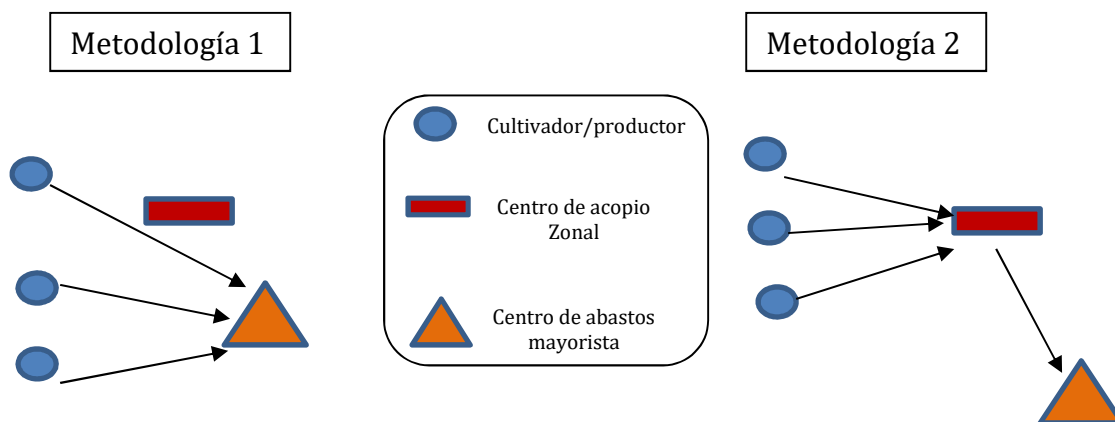 Metodología 1
Metodología 2
Cultivador/productor
Centro de acopio
Zonal
Centro de abastos
mayorista